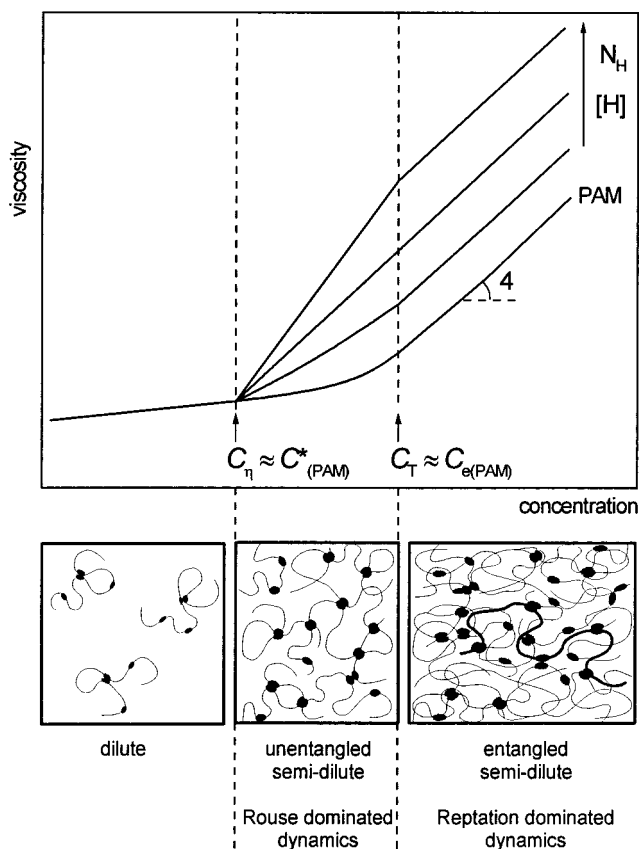 N_H
[H]
viscosity
PAM
4
C_η ≈ C*_(PAM)
C_T ≈ C_e(PAM)
concentration
dilute
unentangled
semi-dilute
entangled
semi-dilute
Rouse dominated
dynamics
Reptation dominated
dynamics